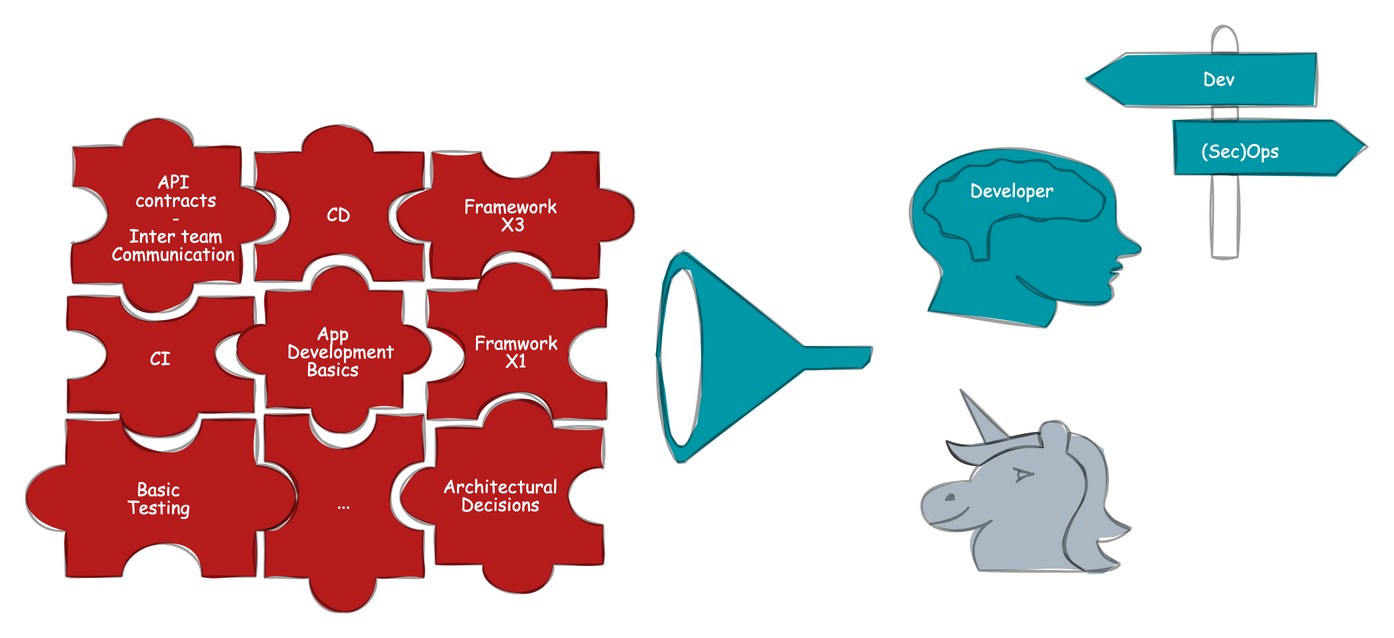 API
contracts
-
Inter team
Communication
CD
Framework
X3
CI
App
Development
Basics
Framwork
X1
Basic
Testing
...
Architectural
Decisions
Developer
Dev
(Sec)Ops